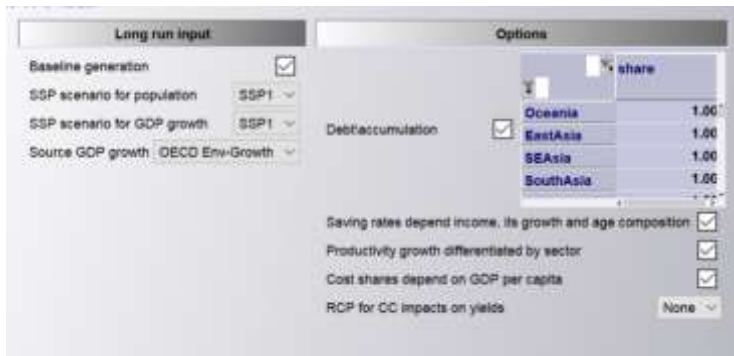 Long run input
Baseline generation
SSP scenario for population SSP1
SSP scenario for GDP growth SSP1
Source GDP growth OECD Env-Growth
Options
Debt accumulation
share
Oceania 1.00
EastAsia 1.00
SEAsia 1.00
SouthAsia 1.00
Saving rates depend income, its growth and age composition
Productivity growth differentiated by sector
Cost shares depend on GDP per capita
RCP for CC impacts on yields None